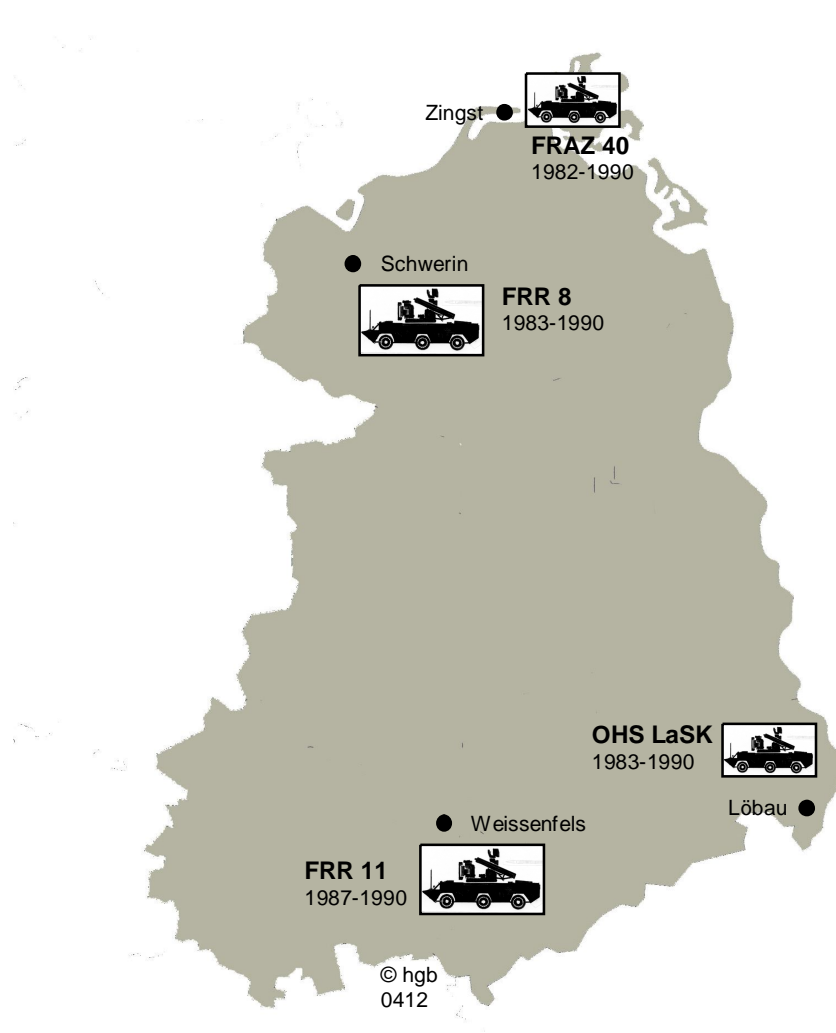 Zingst
FRAZ 40
1982-1990
Schwerin
FRR 8
1983-1990
OHS LaSK
1983-1990
Löbau
Weissenfels
FRR 11
1987-1990
© hgb
0412